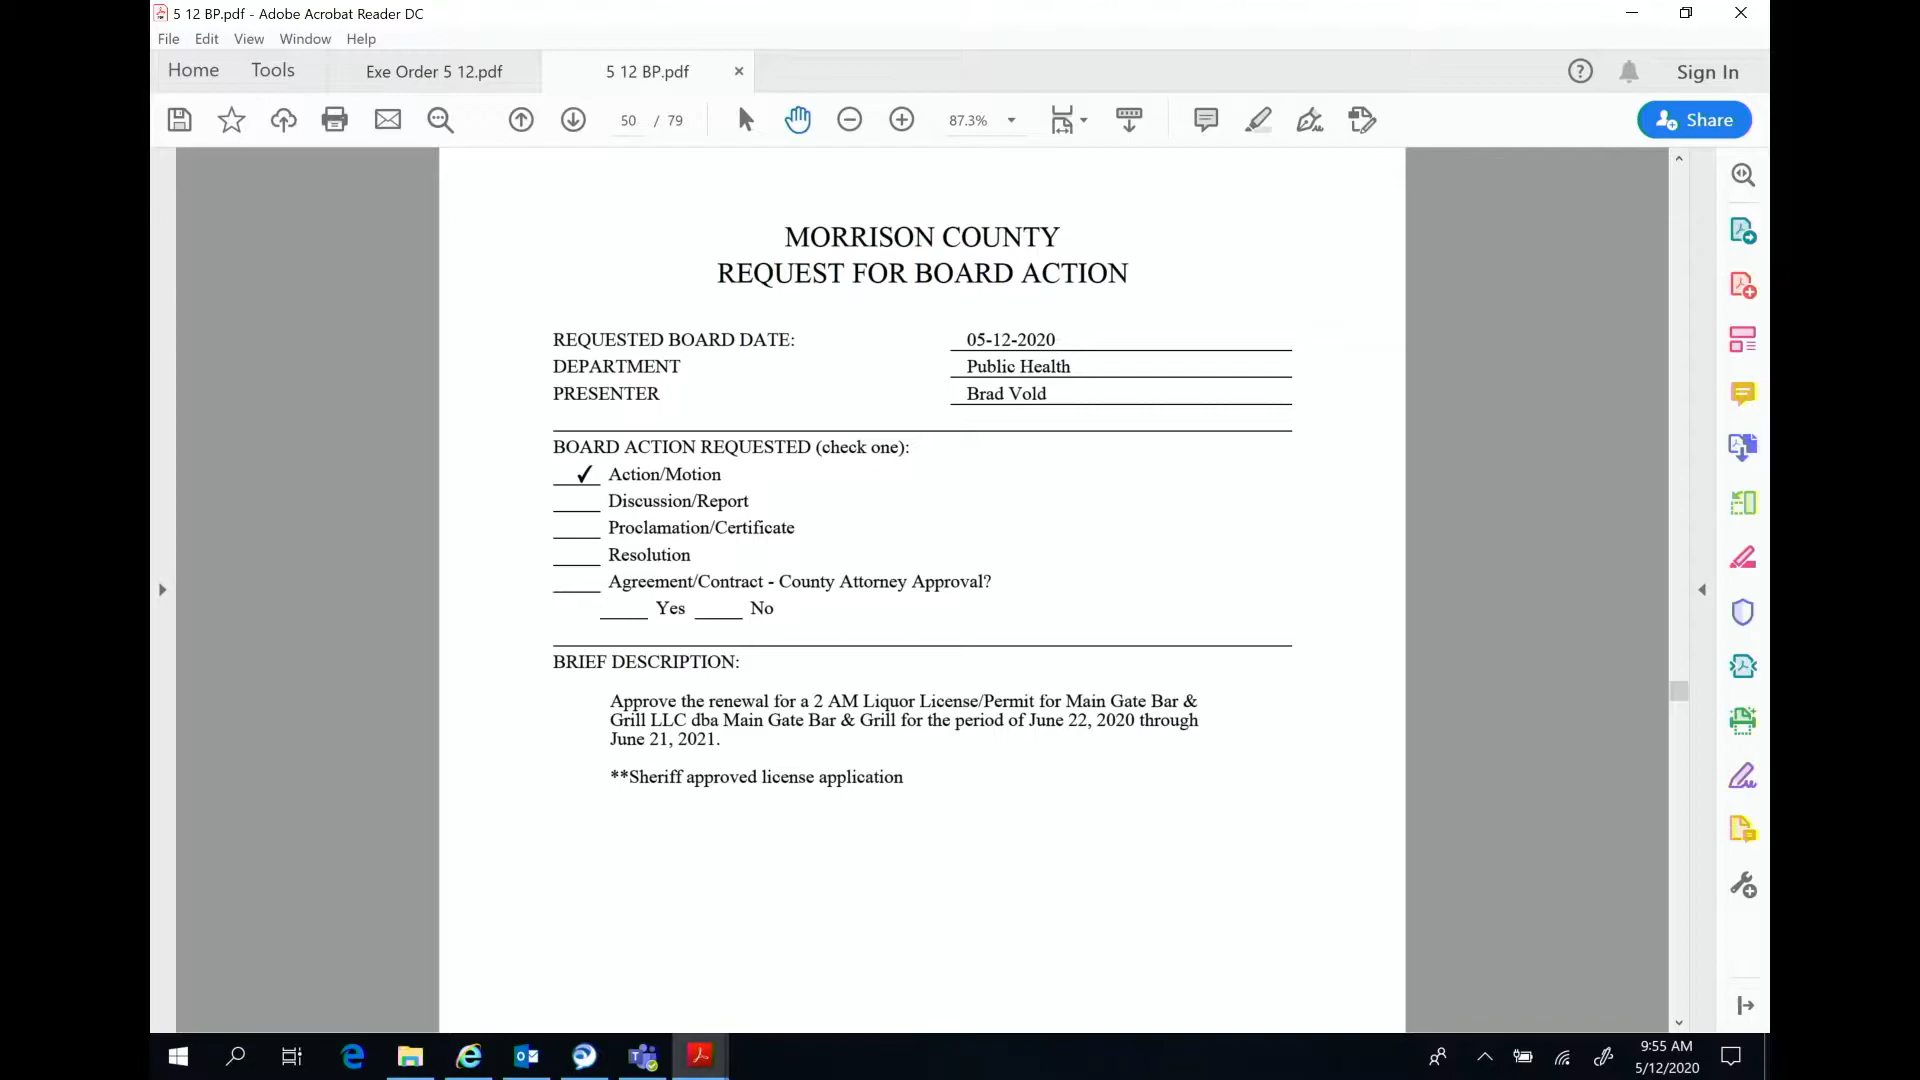 5 12 BP.pdf - Adobe Acrobat Reader DC
File Edit View Window Help
Home Tools Exe Order 5 12.pdf 5 12 BP.pdf Sign In
50 / 79 87.3% Share
MORRISON COUNTY
REQUEST FOR BOARD ACTION
REQUESTED BOARD DATE: 05-12-2020
DEPARTMENT Public Health
PRESENTER Brad Vold
BOARD ACTION REQUESTED (check one):
✓ Action/Motion
Discussion/Report
Proclamation/Certificate
Resolution
Agreement/Contract - County Attorney Approval?
Yes No
BRIEF DESCRIPTION:
Approve the renewal for a 2 AM Liquor License/Permit for Main Gate Bar &
Grill LLC dba Main Gate Bar & Grill for the period of June 22, 2020 through
June 21, 2021.
**Sheriff approved license application
9:55 AM
5/12/2020